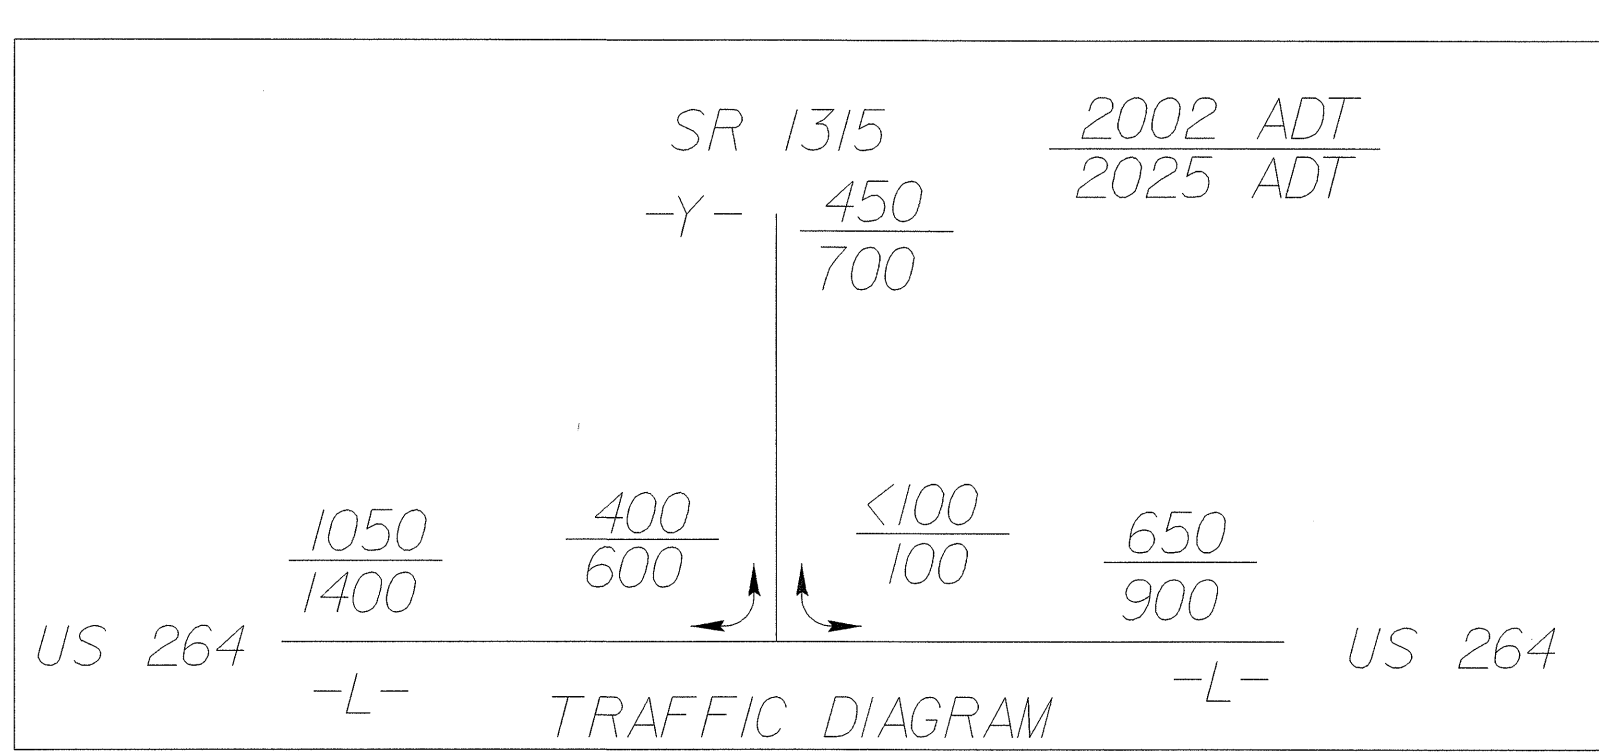 SR 1315
2002 ADT
2025 ADT
-Y-
450
700
1050
1400
400
600
<100
100
650
900
US 264
US 264
-L-
-L-
TRAFFIC DIAGRAM